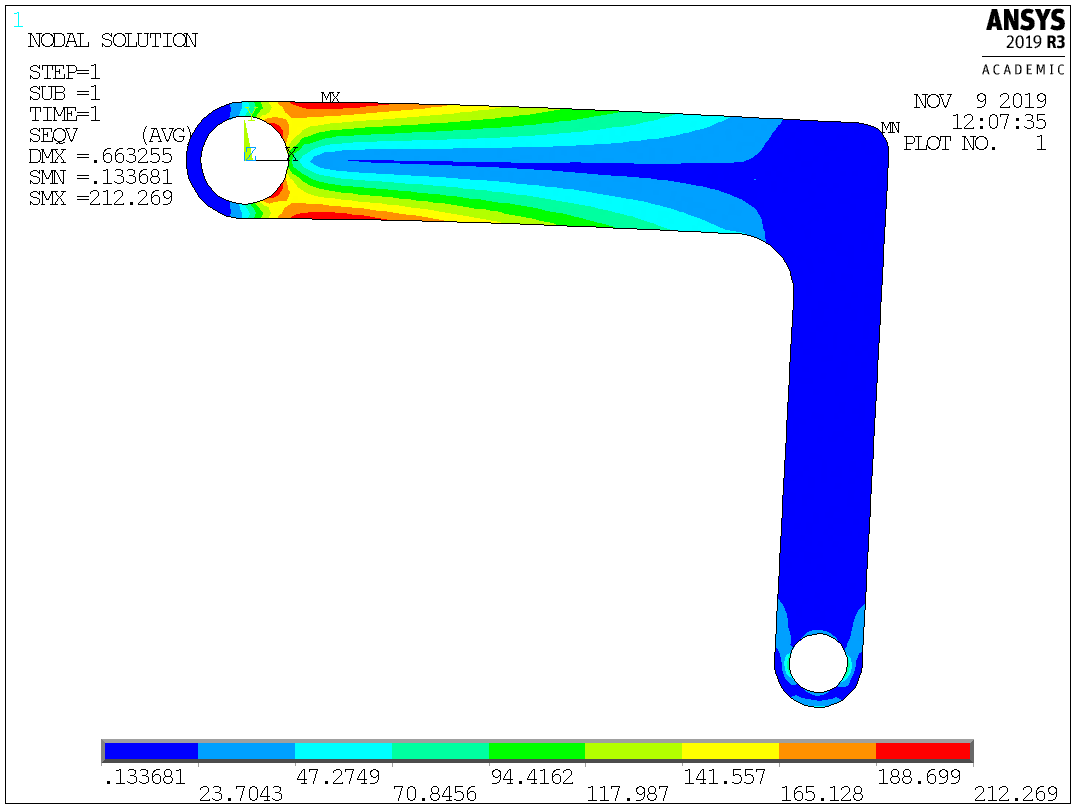 1
NODAL SOLUTION
STEP=1
SUB =1
TIME=1
SEQV (AVG)
DMX =.663255
SMN =.133681
SMX =212.269
ANSYS
2019 R3
ACADEMIC
NOV 9 2019
12:07:35
PLOT NO. 1
MX
MN
Z X
.133681 47.2749 94.4162 141.557 188.699
23.7043 70.8456 117.987 165.128 212.269